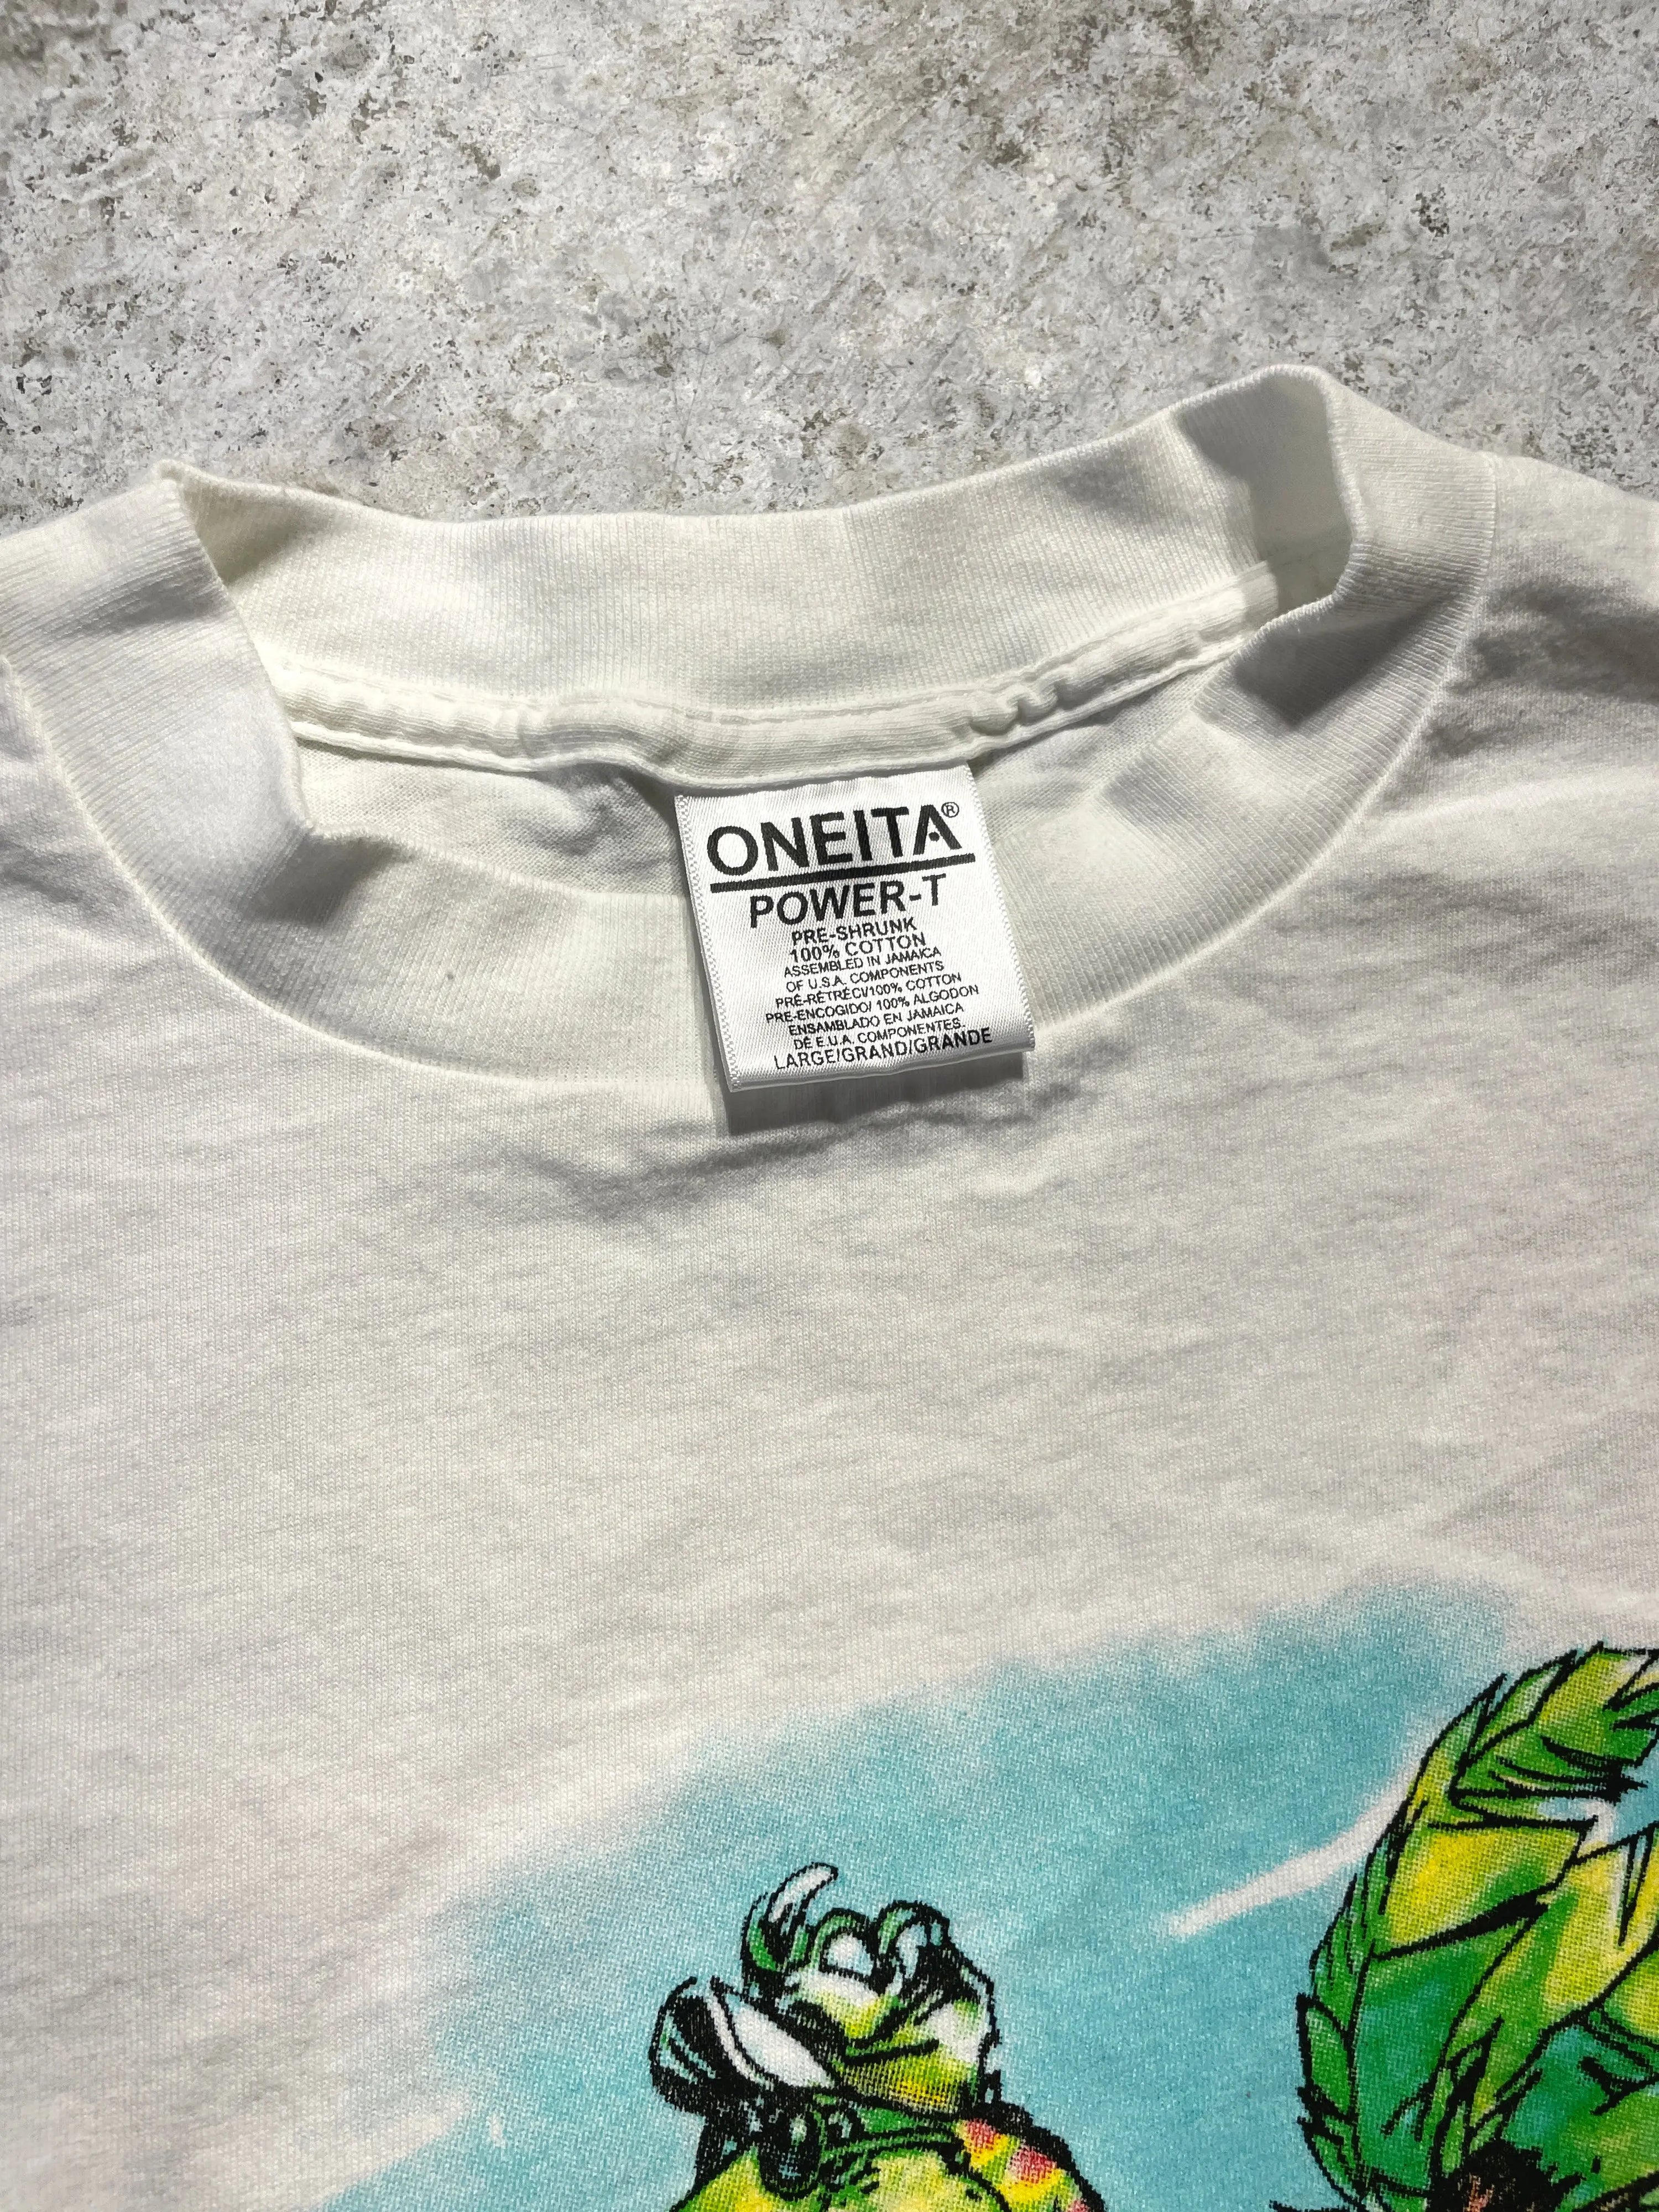 ONEITA®
POWER-T
PRE-SHRUNK
100% COTTON
ASSEMBLED IN JAMAICA
OF U.S.A. COMPONENTS
PRÉ-RÉTRÉCI/100% COTTON
PRE-ENCOGIDO/ 100% ALGODON
ENSAMBLADO EN JAMAICA
DÉ E.U.A. COMPONENTES.
LARGE/GRAND/GRANDE